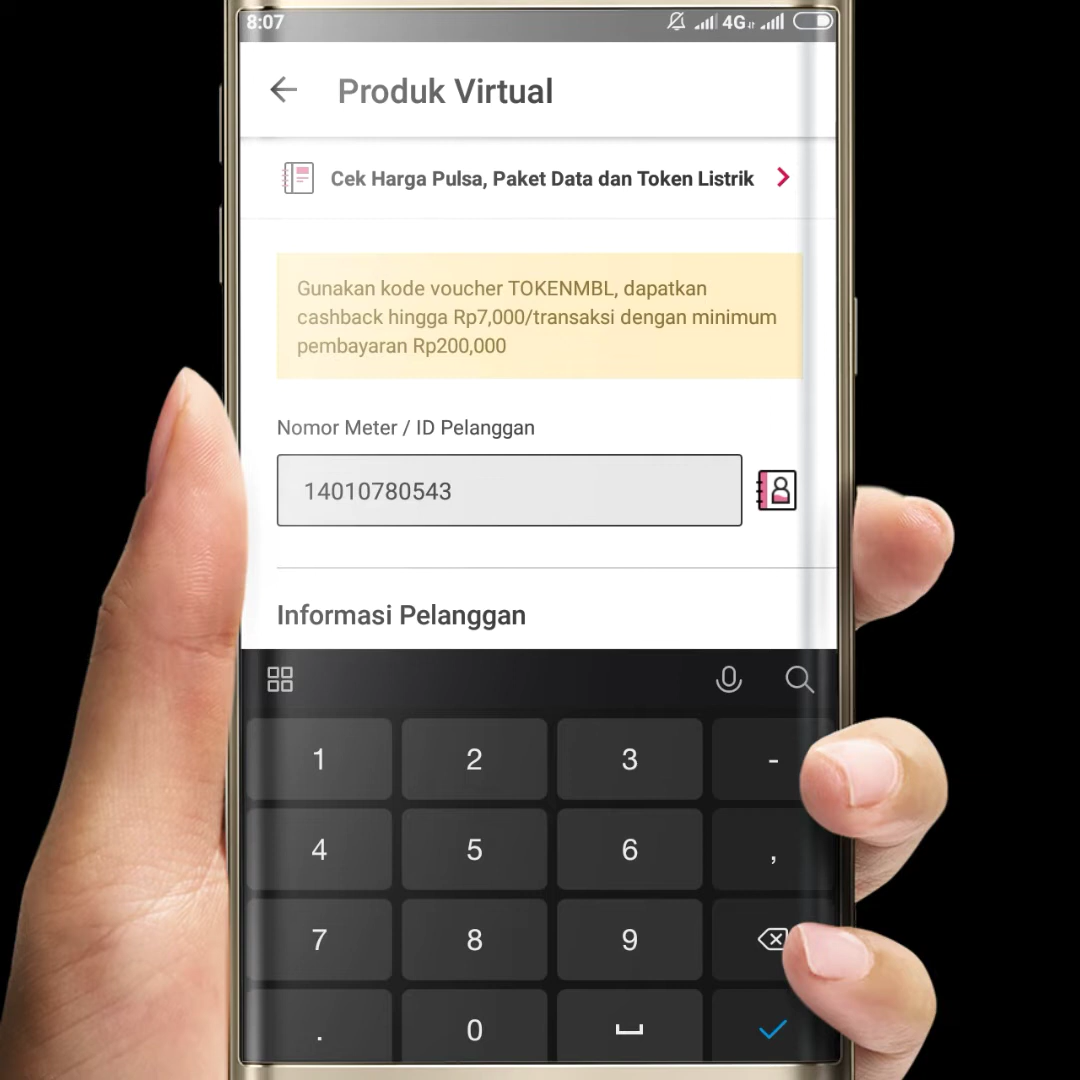 8:07
4G
Produk Virtual
Cek Harga Pulsa, Paket Data dan Token Listrik
Gunakan kode voucher TOKENMBL, dapatkan
cashback hingga Rp7,000/transaksi dengan minimum
pembayaran Rp200,000
Nomor Meter / ID Pelanggan
14010780543
Informasi Pelanggan
1 2 3 -
4 5 6 ,
7 8 9
. 0